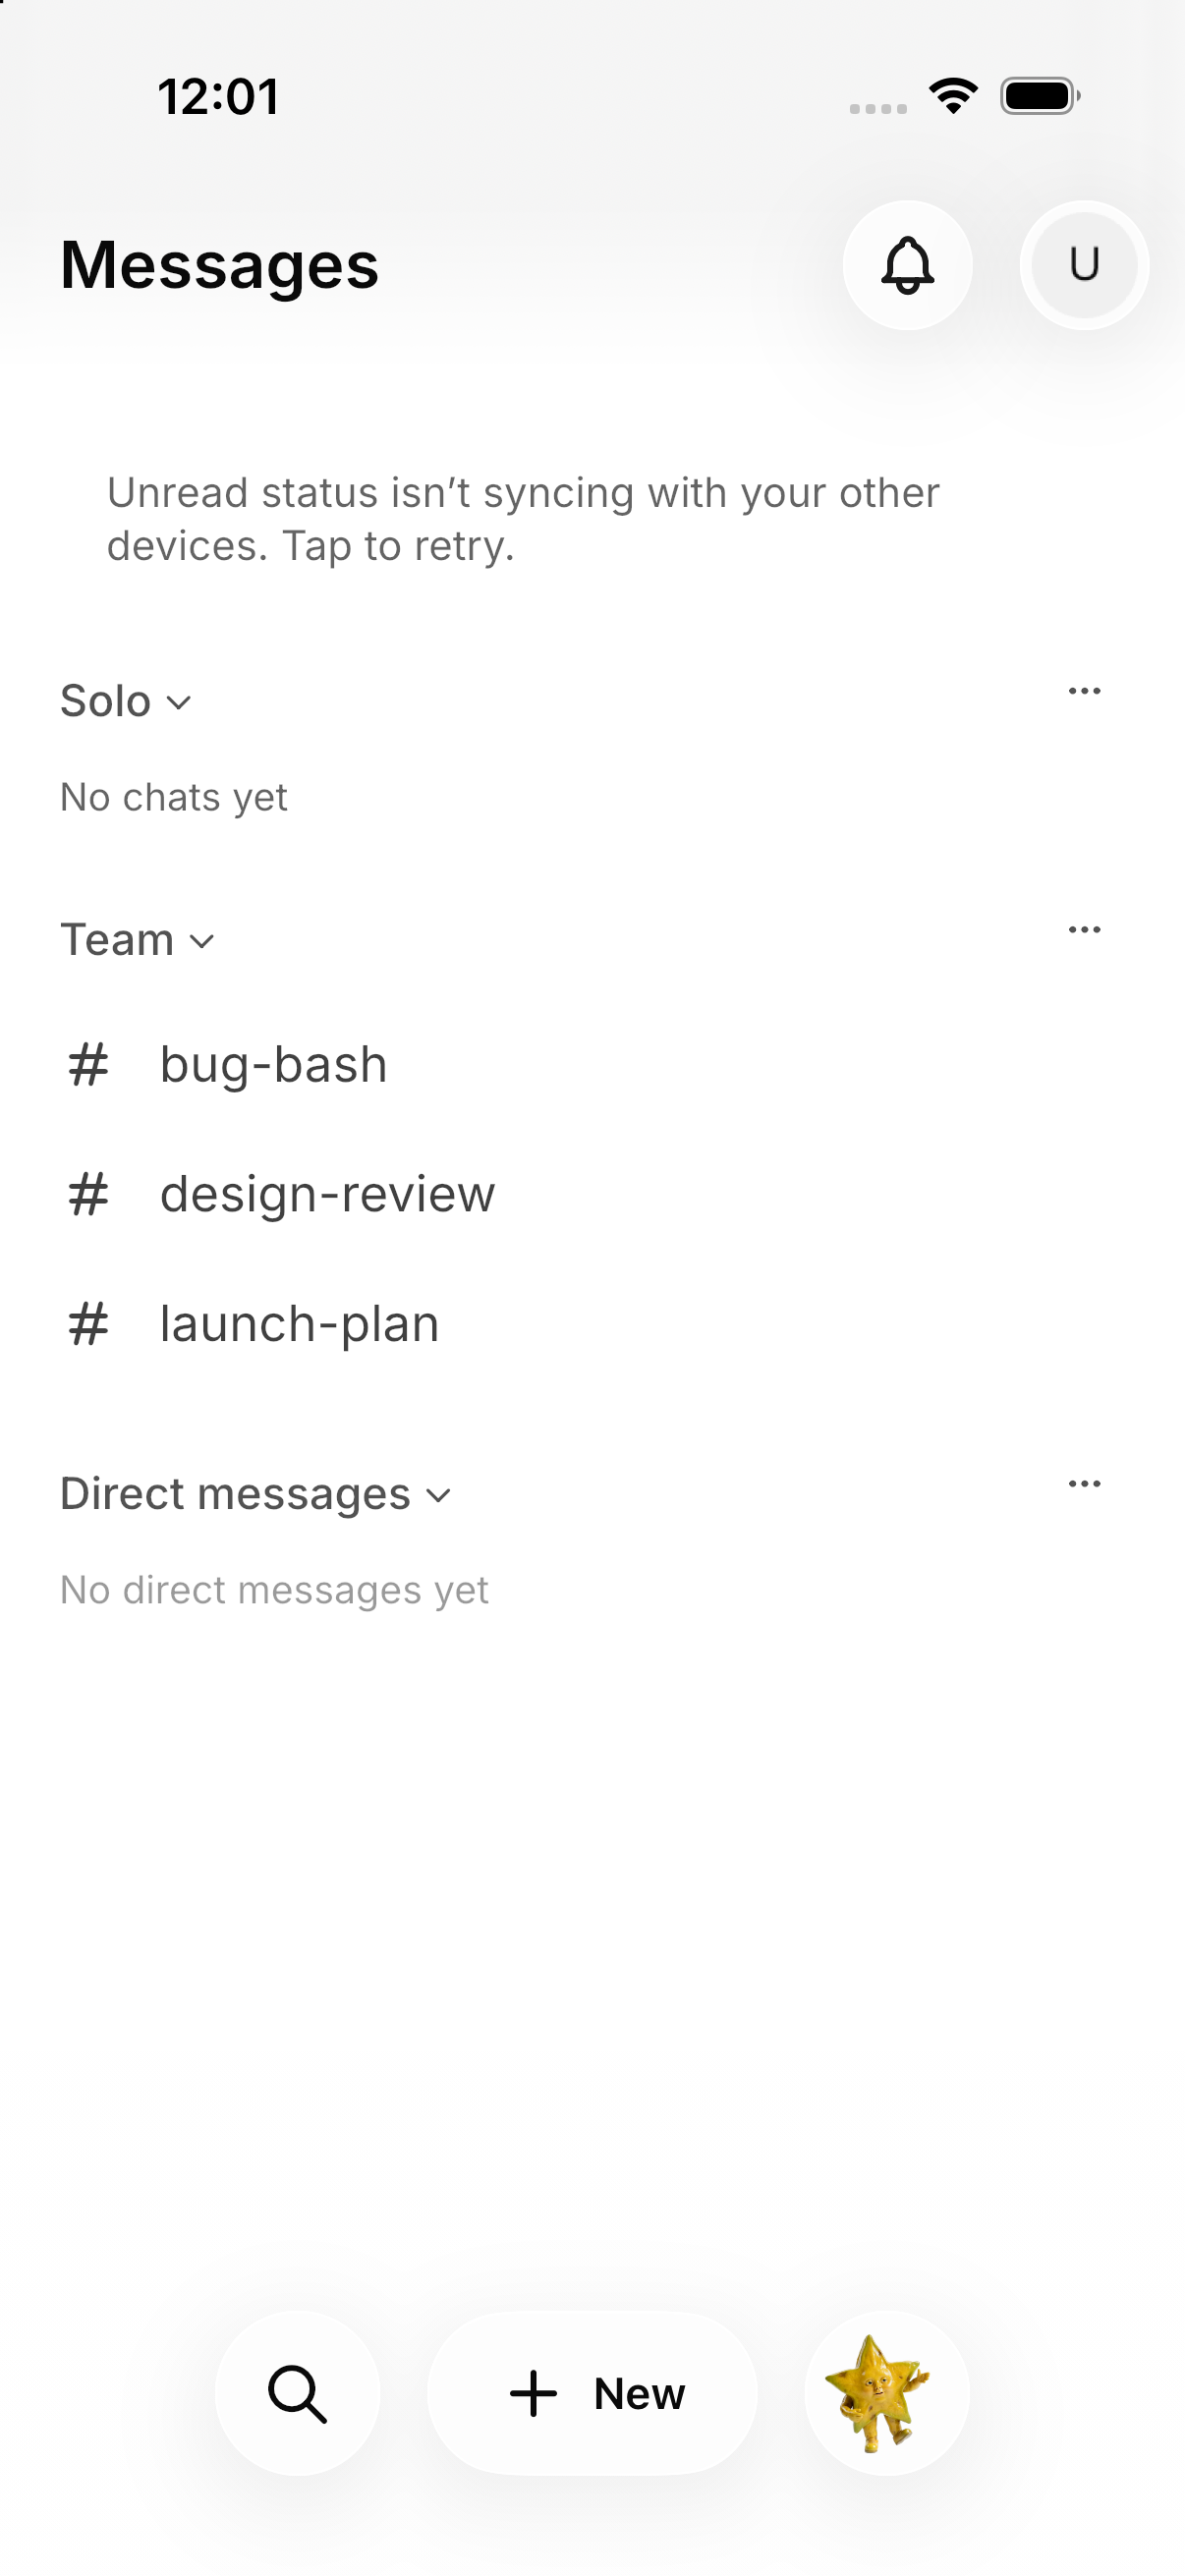 12:01
Messages
U
Unread status isn’t syncing with your other
devices. Tap to retry.
Solo
No chats yet
Team
# bug-bash
# design-review
# launch-plan
Direct messages
No direct messages yet
New